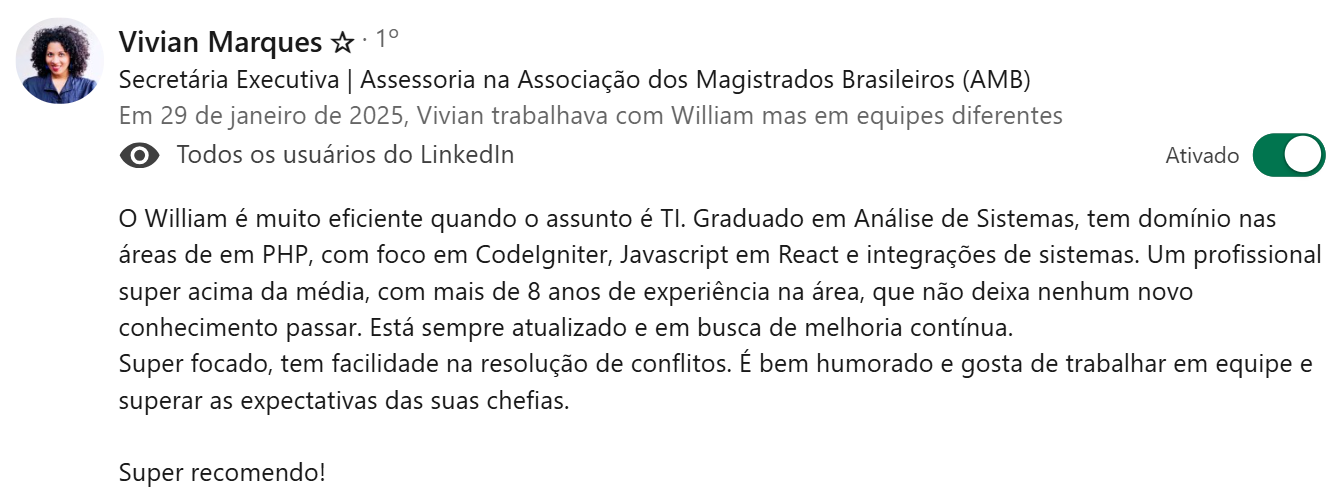 Vivian Marques ☆ · 1º
Secretária Executiva | Assessoria na Associação dos Magistrados Brasileiros (AMB)
Em 29 de janeiro de 2025, Vivian trabalhava com William mas em equipes diferentes
Todos os usuários do LinkedIn
Ativado
O William é muito eficiente quando o assunto é TI. Graduado em Análise de Sistemas, tem domínio nas
áreas de em PHP, com foco em CodeIgniter, Javascript em React e integrações de sistemas. Um profissional
super acima da média, com mais de 8 anos de experiência na área, que não deixa nenhum novo
conhecimento passar. Está sempre atualizado e em busca de melhoria contínua.
Super focado, tem facilidade na resolução de conflitos. É bem humorado e gosta de trabalhar em equipe e
superar as expectativas das suas chefias.
Super recomendo!